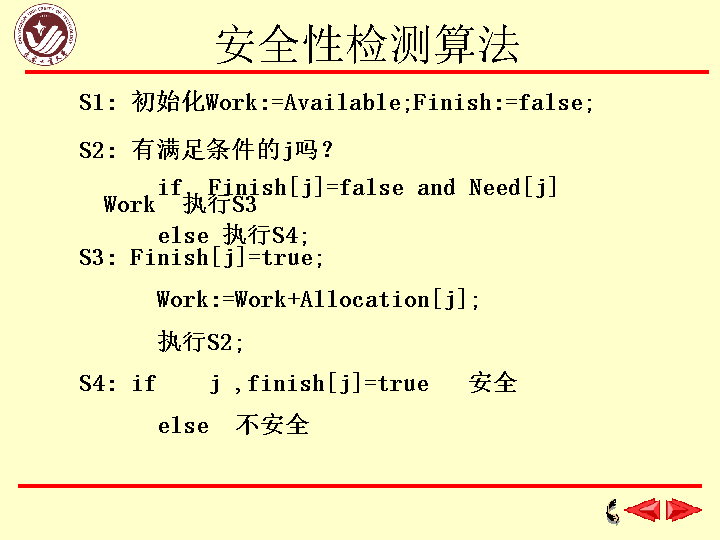 安全性检测算法
S1: 初始化Work:=Available;Finish:=false;
S2: 有满足条件的j吗?
if Finish[j]=false and Need[j]
Work 执行S3
else 执行S4;
S3: Finish[j]=true;
Work:=Work+Allocation[j];
执行S2;
S4: if j ,finish[j]=true 安全
else 不安全